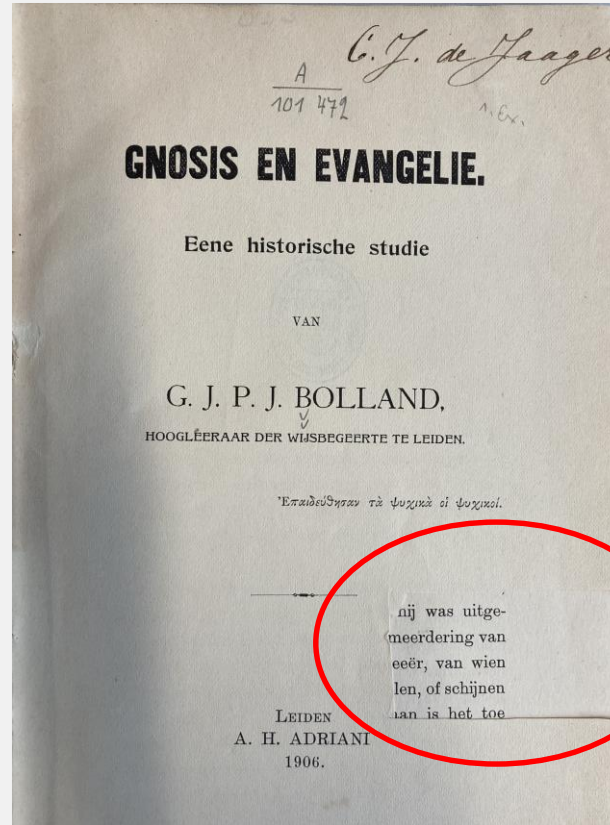 C. J. de Jaager
A
101 472
1. Ex.
GNOSIS EN EVANGELIE.
Eene historische studie
VAN
G. J. P. J. BOLLAND,
HOOGLEERAAR DER WIJSBEGEERTE TE LEIDEN.
Ἐπαιδεύθησαν τὰ ψυχικὰ οἱ ψυχικοί.
nij was uitge-
meerdering van
eeër, van wien
len, of schijnen
is het toe
LEIDEN
A. H. ADRIANI
1906.